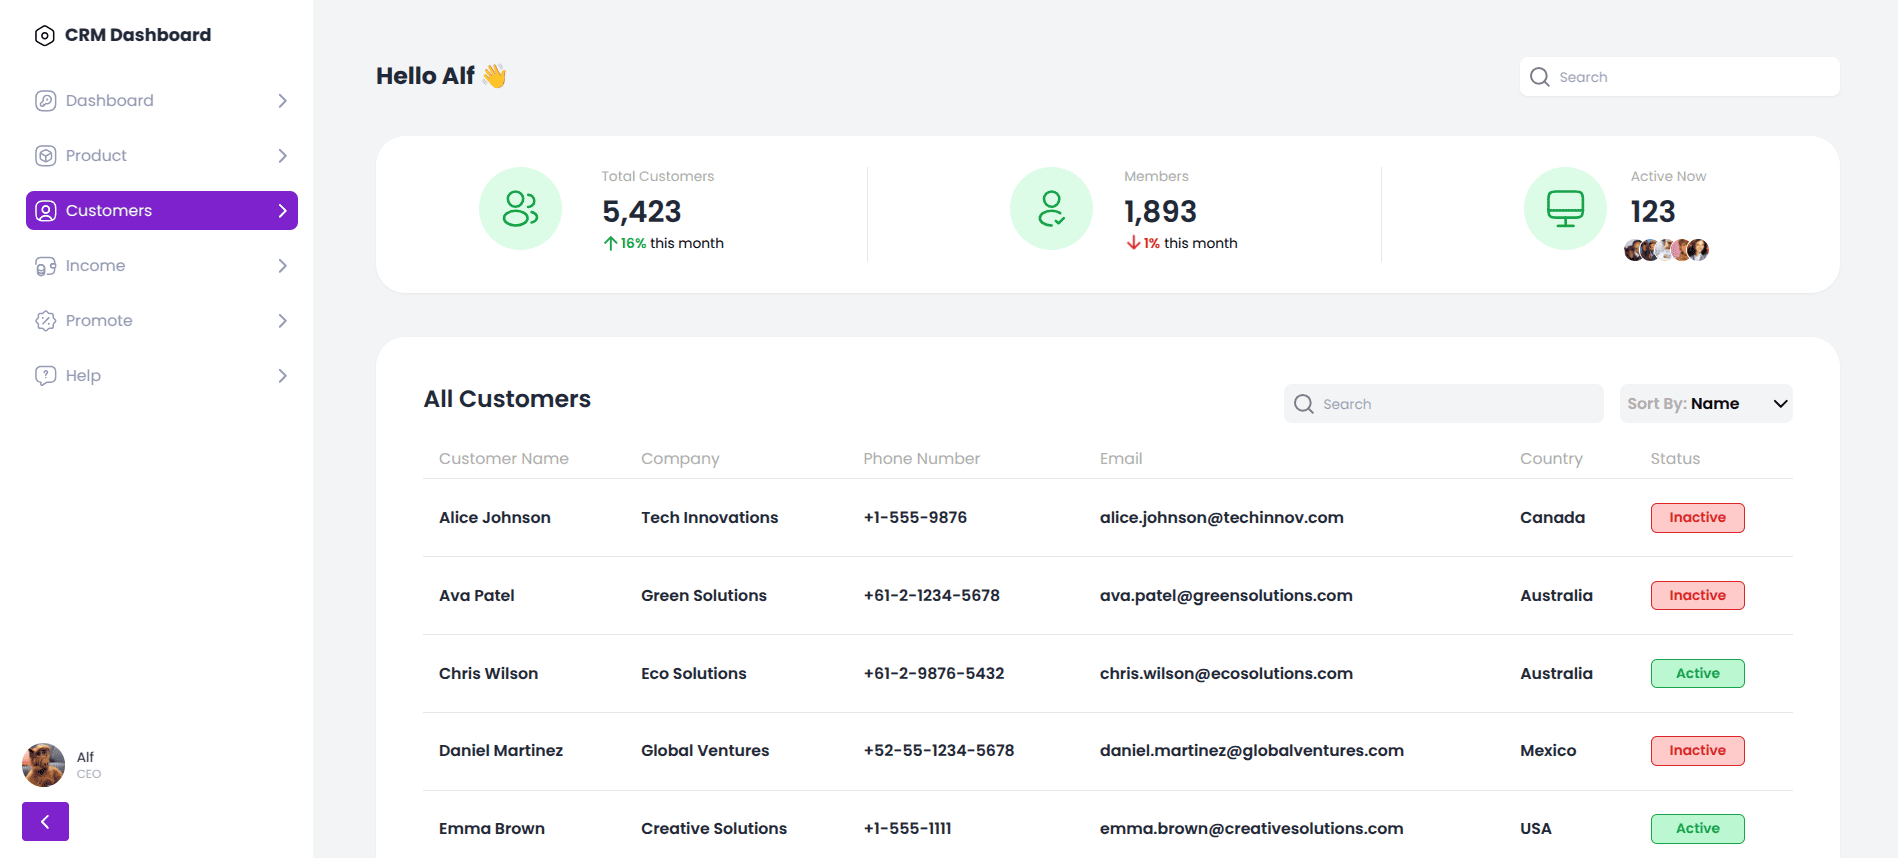 CRM Dashboard
Dashboard
Product
Customers
Income
Promote
Help
Alf
CEO
Hello Alf 👋
Search
Total Customers
5,423
16% this month
Members
1,893
1% this month
Active Now
123
All Customers
Search
Sort By: Name
Customer Name Company Phone Number Email Country Status
Alice Johnson Tech Innovations +1-555-9876 alice.johnson@techinnov.com Canada Inactive
Ava Patel Green Solutions +61-2-1234-5678 ava.patel@greensolutions.com Australia Inactive
Chris Wilson Eco Solutions +61-2-9876-5432 chris.wilson@ecosolutions.com Australia Active
Daniel Martinez Global Ventures +52-55-1234-5678 daniel.martinez@globalventures.com Mexico Inactive
Emma Brown Creative Solutions +1-555-1111 emma.brown@creativesolutions.com USA Active